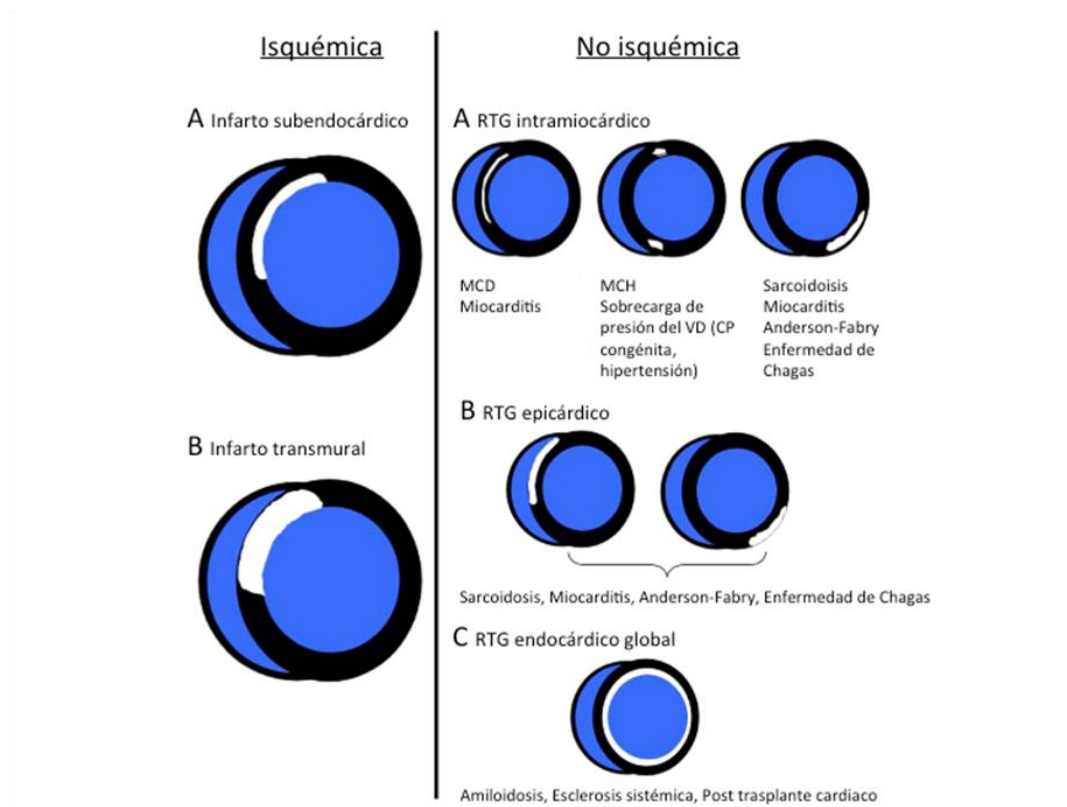 Isquémica
A Infarto subendocárdico
B Infarto transmural
No isquémica
A RTG intramiocárdico
MCD
Miocarditis
MCH
Sobrecarga de
presión del VD (CP
congénita,
hipertensión)
Sarcoidoisis
Miocarditis
Anderson-Fabry
Enfermedad de
Chagas
B RTG epicárdico
Sarcoidosis, Miocarditis, Anderson-Fabry, Enfermedad de Chagas
C RTG endocárdico global
Amiloidosis, Esclerosis sistémica, Post trasplante cardiaco